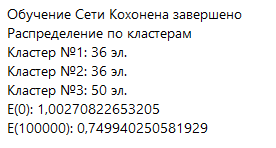 Обучение Сети Кохонена завершено
Распределение по кластерам
Кластер №1: 36 эл.
Кластер №2: 36 эл.
Кластер №3: 50 эл.
E(0): 1,00270822653205
E(100000): 0,749940250581929